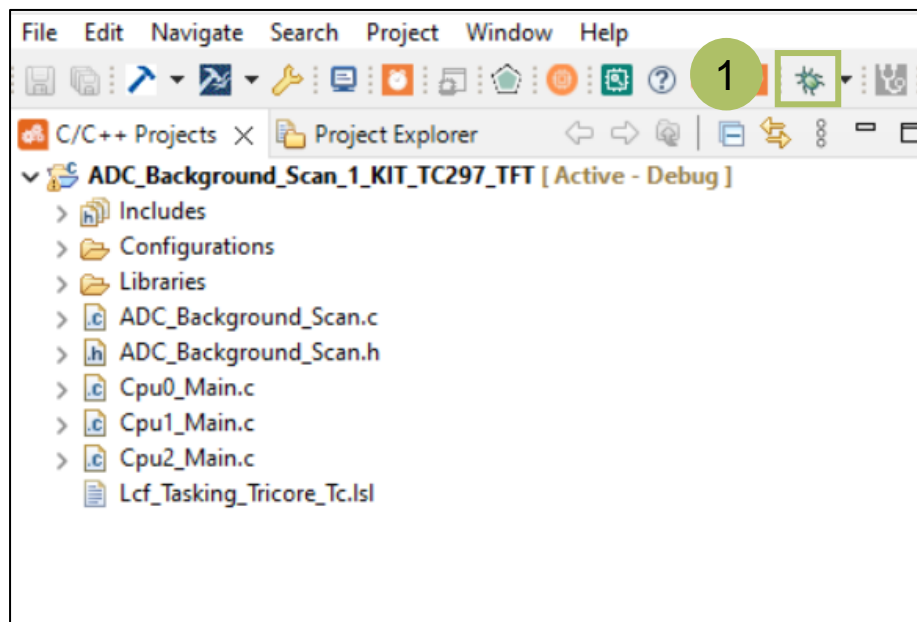 File Edit Navigate Search Project Window Help
1
C/C++ Projects Project Explorer
ADC_Background_Scan_1_KIT_TC297_TFT [ Active - Debug ]
Includes
Configurations
Libraries
ADC_Background_Scan.c
ADC_Background_Scan.h
Cpu0_Main.c
Cpu1_Main.c
Cpu2_Main.c
Lcf_Tasking_Tricore_Tc.lsl